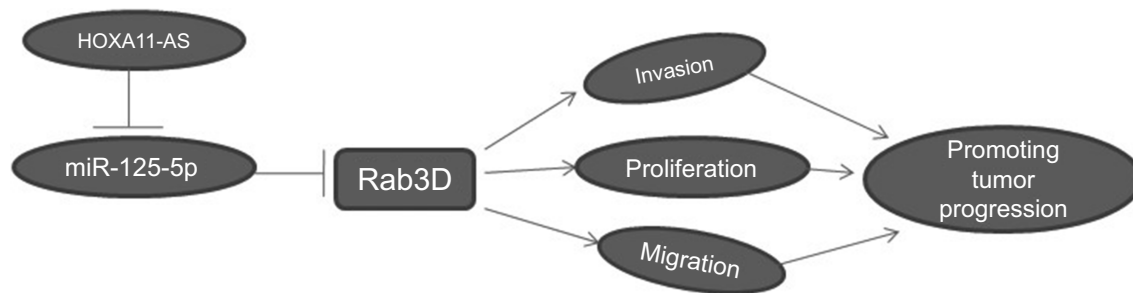 HOXA11-AS
miR-125-5p
Rab3D
Invasion
Proliferation
Migration
Promoting
tumor
progression